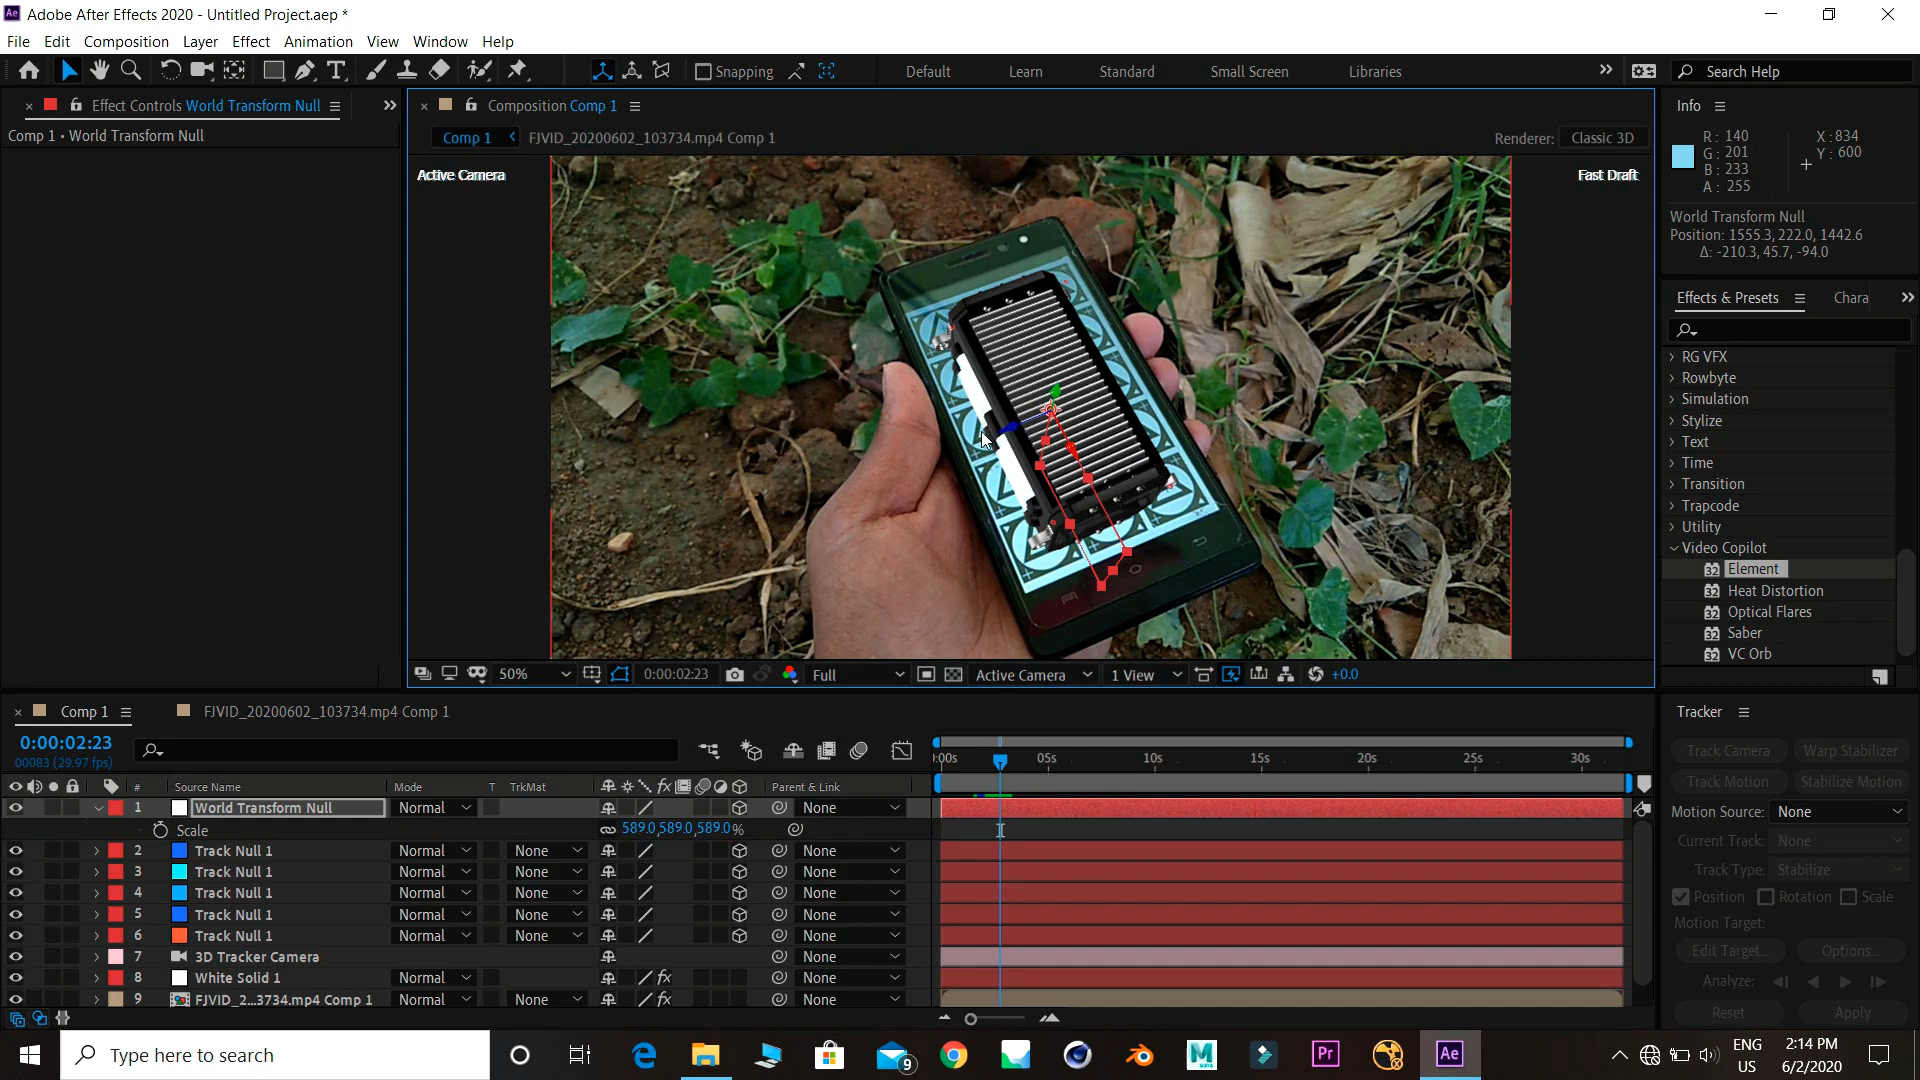 Adobe After Effects 2020 - Untitled Project.aep *
File Edit Composition Layer Effect Animation View Window Help
Snapping
Default Learn Standard Small Screen Libraries
Search Help
Effect Controls World Transform Null
Comp 1 • World Transform Null
Composition Comp 1
Comp 1 FJVID_20200602_103734.mp4 Comp 1
Renderer: Classic 3D
Active Camera
Fast Draft
50% 0:00:02:23 Full Active Camera 1 View +0.0
Info
R: 140 X: 834
G: 201 Y: 600
B: 233
A: 255
World Transform Null
Position: 1555.3, 222.0, 1442.6
Δ: -210.3, 45.7, -94.0
Effects & Presets Chara
RG VFX
Rowbyte
Simulation
Stylize
Text
Time
Transition
Trapcode
Utility
Video Copilot
32 Element
32 Heat Distortion
32 Optical Flares
32 Saber
32 VC Orb
Comp 1 FJVID_20200602_103734.mp4 Comp 1
0:00:02:23
00083 (29.97 fps)
:00s 05s 10s 15s 20s 25s 30s
# Source Name Mode T TrkMat fx Parent & Link
1 World Transform Null Normal None
Scale 589.0,589.0,589.0%
2 Track Null 1 Normal None None
3 Track Null 1 Normal None None
4 Track Null 1 Normal None None
5 Track Null 1 Normal None None
6 Track Null 1 Normal None None
7 3D Tracker Camera None
8 White Solid 1 Normal fx None
9 FJVID_2...3734.mp4 Comp 1 Normal None fx None
Tracker
Track Camera Warp Stabilizer
Track Motion Stabilize Motion
Motion Source: None
Current Track: None
Track Type: Stabilize
Position Rotation Scale
Motion Target:
Edit Target... Options...
Analyze:
Reset Apply
Type here to search
9
MAYA
Pr
Ae
ENG
US
2:14 PM
6/2/2020